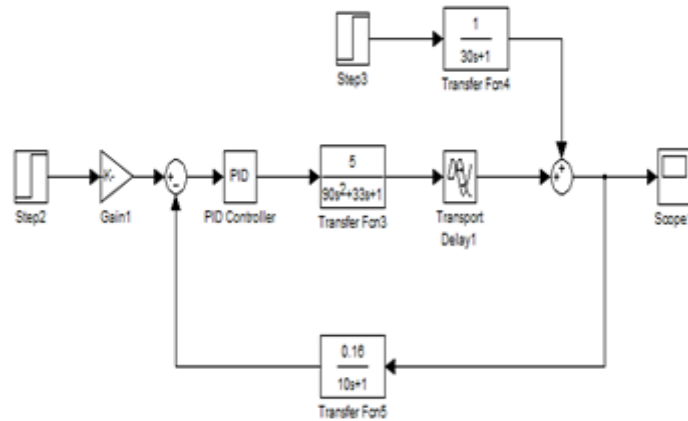 1
30s+1
Step3
Transfer Fcn4
PID
5
90s²+33s+1
Step2
Gain1
PID Controller
Transfer Fcn3
Transport
Delay1
Scope
0.16
10s+1
Transfer Fcn5